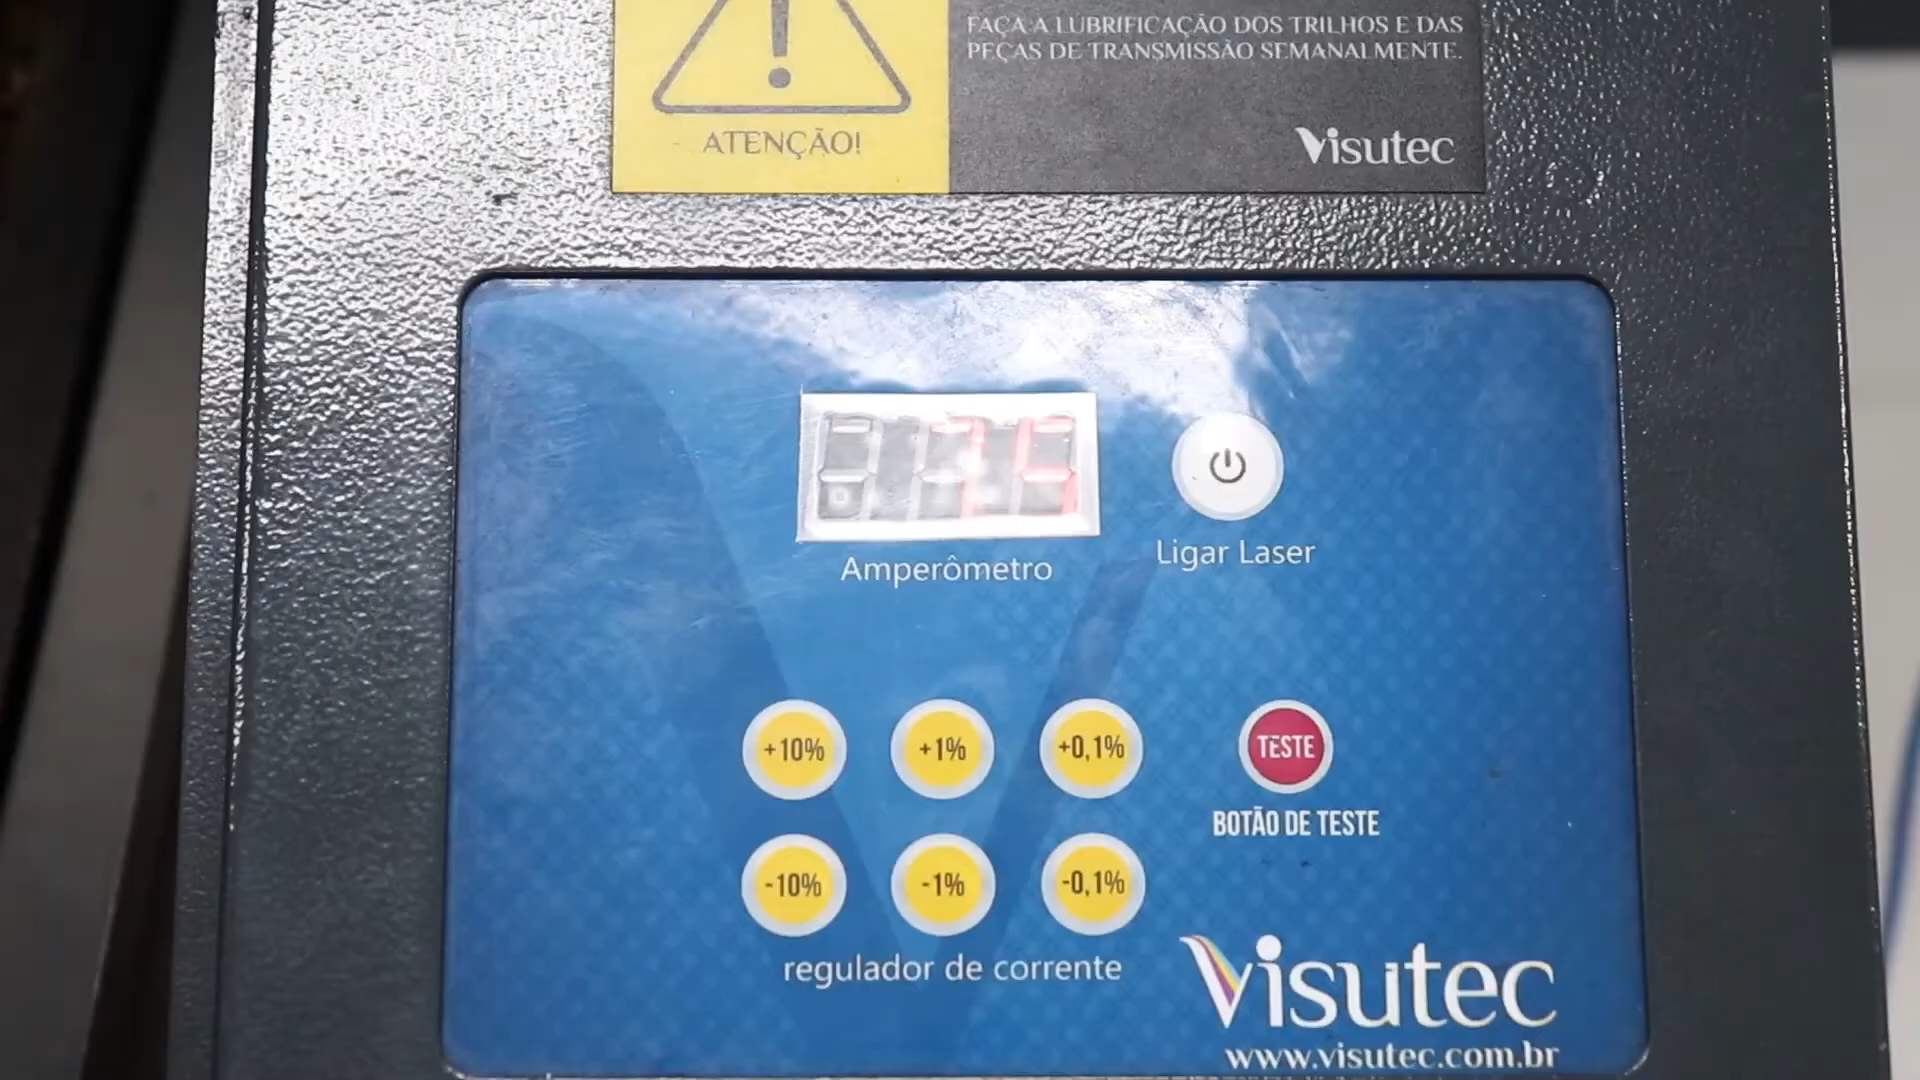 FAÇA A LUBRIFICAÇÃO DOS TRILHOS E DAS
PEÇAS DE TRANSMISSÃO SEMANALMENTE.
ATENÇÃO!
Visutec
Amperômetro
Ligar Laser
+10% +1% +0,1% TESTE
BOTÃO DE TESTE
-10% -1% -0,1%
regulador de corrente
Visutec
www.visutec.com.br